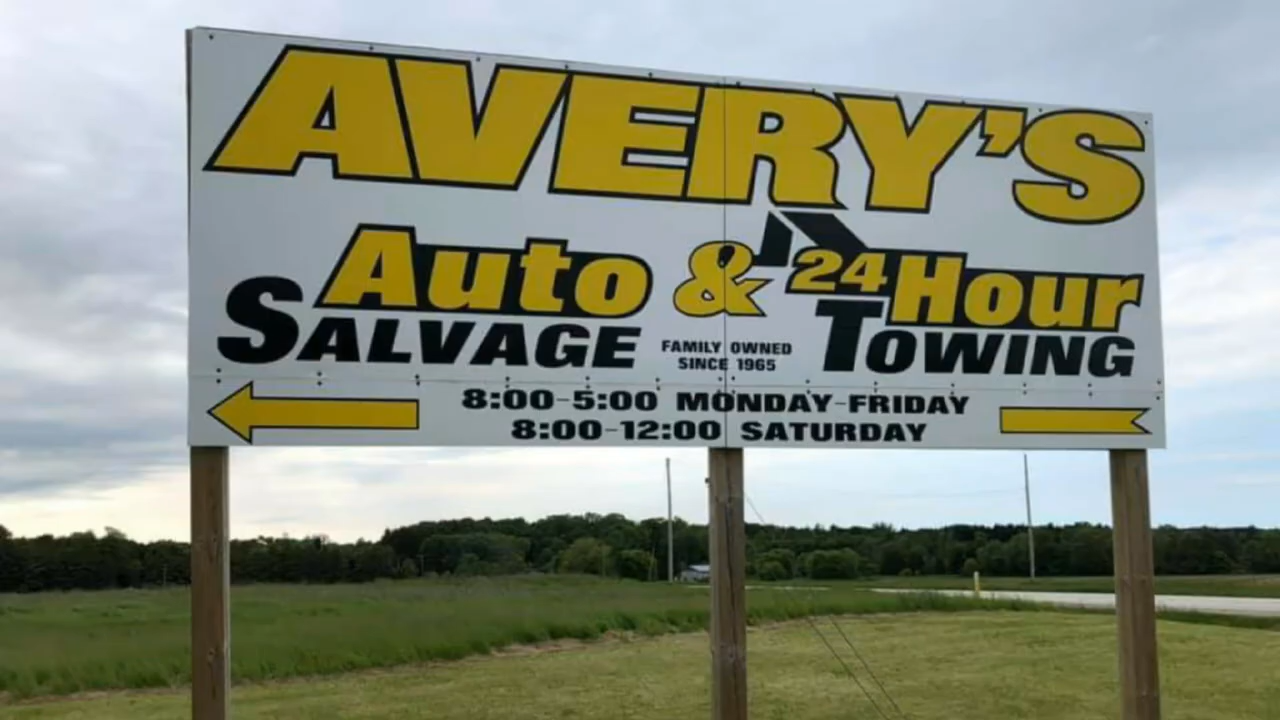 AVERY'S
Auto & 24 Hour
SALVAGE TOWING
FAMILY OWNED
SINCE 1965
8:00-5:00 MONDAY-FRIDAY
8:00-12:00 SATURDAY